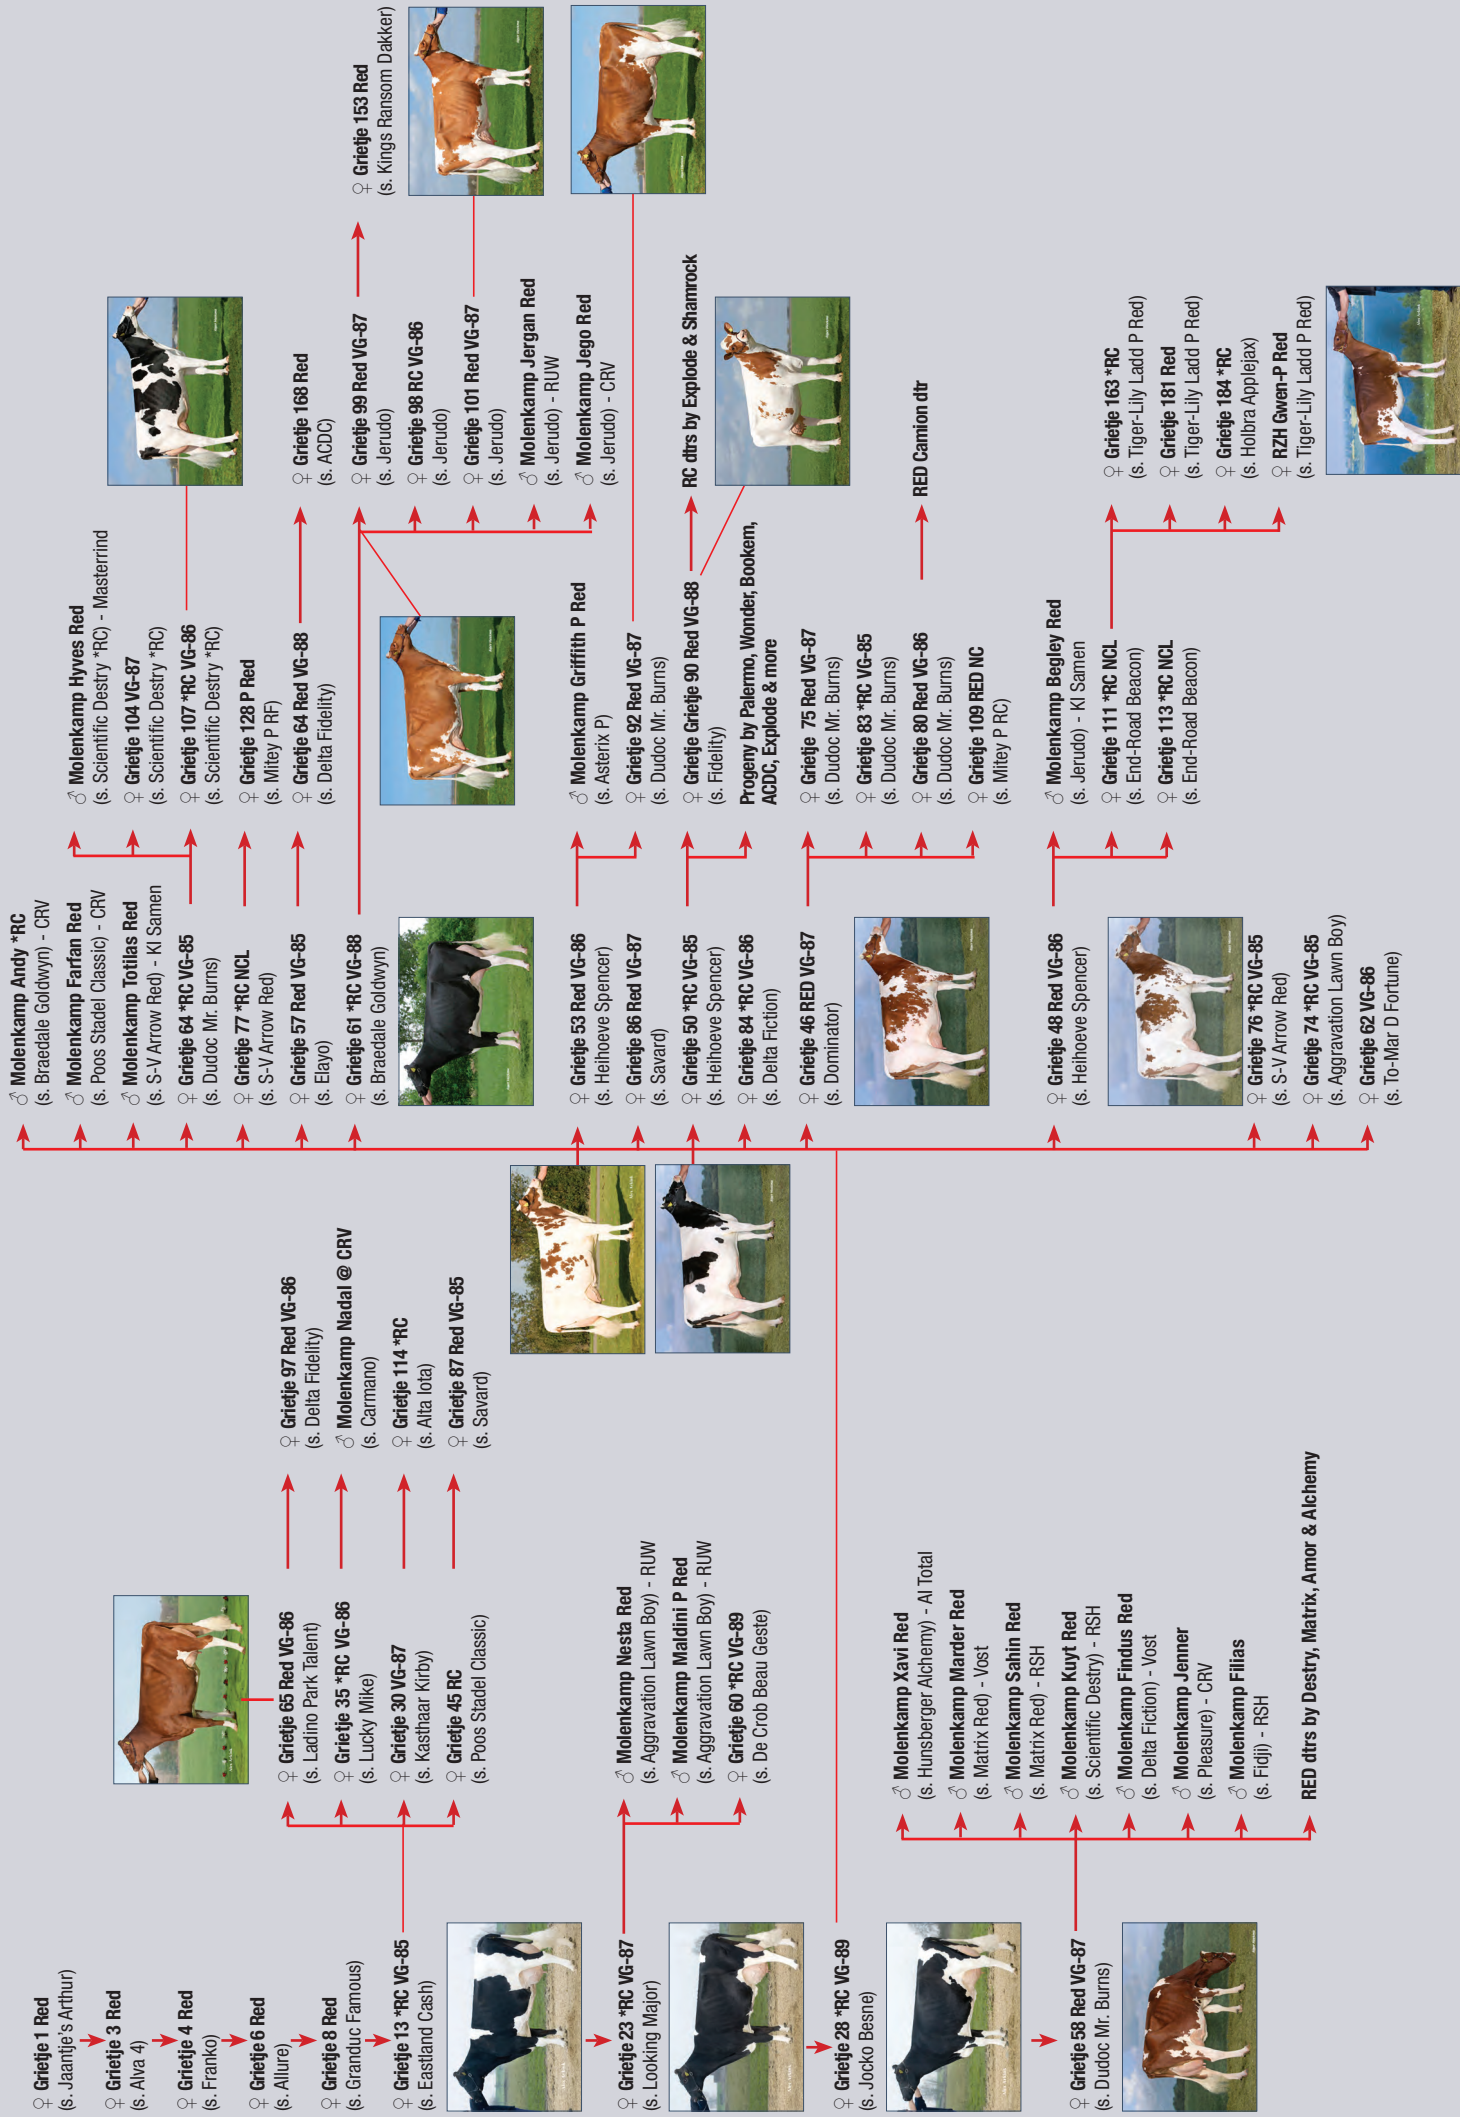 ♀ Grietje 1 Red
(s. Jaantje's Arthur)
♀ Grietje 3 Red
(s. Alva 4)
♀ Grietje 4 Red
(s. Franko)
♀ Grietje 6 Red
(s. Allure)
♀ Grietje 8 Red
(s. Granduc Famous)
♀ Grietje 13 *RC VG-85
(s. Eastland Cash)
♀ Grietje 23 *RC VG-87
(s. Looking Major)
♀ Grietje 28 *RC VG-89
(s. Jocko Besne)
♀ Grietje 58 Red VG-87
(s. Dudoc Mr. Burns)
♀ Grietje 65 Red VG-86
(s. Ladino Park Talent)
♀ Grietje 35 *RC VG-86
(s. Lucky Mike)
♀ Grietje 30 VG-87
(s. Kasthaar Kirby)
♀ Grietje 45 RC
(s. Poos Stadel Classic)
♂ Molenkamp Nesta Red
(s. Aggravation Lawn Boy) - RUW
♂ Molenkamp Maldini P Red
(s. Aggravation Lawn Boy) - RUW
♀ Grietje 60 *RC VG-89
(s. De Crob Beau Geste)
♂ Molenkamp Xavi Red
(s. Hunsberger Alchemy) - AI Total
♂ Molenkamp Marder Red
(s. Matrix Red) - Vost
♂ Molenkamp Sahin Red
(s. Matrix Red) - RSH
♂ Molenkamp Kuyt Red
(s. Scientific Destry) - RSH
♂ Molenkamp Findus Red
(s. Delta Fiction) - Vost
♂ Molenkamp Jenner
(s. Pleasure) - CRV
♂ Molenkamp Filias
(s. Fidji) - RSH
RED dtrs by Destry, Matrix, Amor & Alchemy
♀ Grietje 97 Red VG-86
(s. Delta Fidelity)
♂ Molenkamp Nadal @ CRV
(s. Carmano)
♀ Grietje 114 *RC
(s. Alta Iota)
♀ Grietje 87 Red VG-85
(s. Savard)
♂ Molenkamp Andy *RC
(s. Braedale Goldwyn) - CRV
♂ Molenkamp Farfan Red
(s. Poos Stadel Classic) - CRV
♂ Molenkamp Totilas Red
(s. S-V Arrow Red) - KI Samen
♀ Grietje 64 *RC VG-85
(s. Dudoc Mr. Burns)
♀ Grietje 77 *RC NCL
(s. S-V Arrow Red)
♀ Grietje 57 Red VG-85
(s. Elayo)
♀ Grietje 61 *RC VG-88
(s. Braedale Goldwyn)
♀ Grietje 53 Red VG-86
(s. Heihoeve Spencer)
♀ Grietje 86 Red VG-87
(s. Savard)
♀ Grietje 50 *RC VG-85
(s. Heihoeve Spencer)
♀ Grietje 84 *RC VG-86
(s. Delta Fiction)
♀ Grietje 46 RED VG-87
(s. Dominator)
♀ Grietje 48 Red VG-86
(s. Heihoeve Spencer)
♀ Grietje 76 *RC VG-85
(s. S-V Arrow Red)
♀ Grietje 74 *RC VG-85
(s. Aggravation Lawn Boy)
♀ Grietje 62 VG-86
(s. To-Mar D Fortune)
♂ Molenkamp Hyves Red
(s. Scientific Destry *RC) - Masterrind
♀ Grietje 104 VG-87
(s. Scientific Destry *RC)
♀ Grietje 107 *RC VG-86
(s. Scientific Destry *RC)
♀ Grietje 128 P Red
(s. Mitey P RF)
♀ Grietje 64 Red VG-88
(s. Delta Fidelity)
♂ Molenkamp Griffith P Red
(s. Asterix P)
♀ Grietje 92 Red VG-87
(s. Dudoc Mr. Burns)
♀ Grietje Grietje 90 Red VG-88
(s. Fidelity)
Progeny by Palermo, Wonder, Bookem,
ACDC, Explode & more
♀ Grietje 75 Red VG-87
(s. Dudoc Mr. Burns)
♀ Grietje 83 *RC VG-85
(s. Dudoc Mr. Burns)
♀ Grietje 80 Red VG-86
(s. Dudoc Mr. Burns)
♀ Grietje 109 RED NC
(s. Mitey P RC)
♂ Molenkamp Begley Red
(s. Jerudo) - KI Samen
♀ Grietje 111 *RC NCL
(s. End-Road Beacon)
♀ Grietje 113 *RC NCL
(s. End-Road Beacon)
♀ Grietje 168 Red
(s. ACDC)
♀ Grietje 99 Red VG-87
(s. Jerudo)
♀ Grietje 98 RC VG-86
(s. Jerudo)
♀ Grietje 101 Red VG-87
(s. Jerudo)
♂ Molenkamp Jergan Red
(s. Jerudo) - RUW
♂ Molenkamp Jego Red
(s. Jerudo) - CRV
RC dtrs by Explode & Shamrock
RED Camion dtr
♀ Grietje 163 *RC
(s. Tiger-Lily Ladd P Red)
♀ Grietje 181 Red
(s. Tiger-Lily Ladd P Red)
♀ Grietje 184 *RC
(s. Holbra Applejax)
♀ RZH Gwen-P Red
(s. Tiger-Lily Ladd P Red)
♀ Grietje 153 Red
(s. Kings Ransom Dakker)